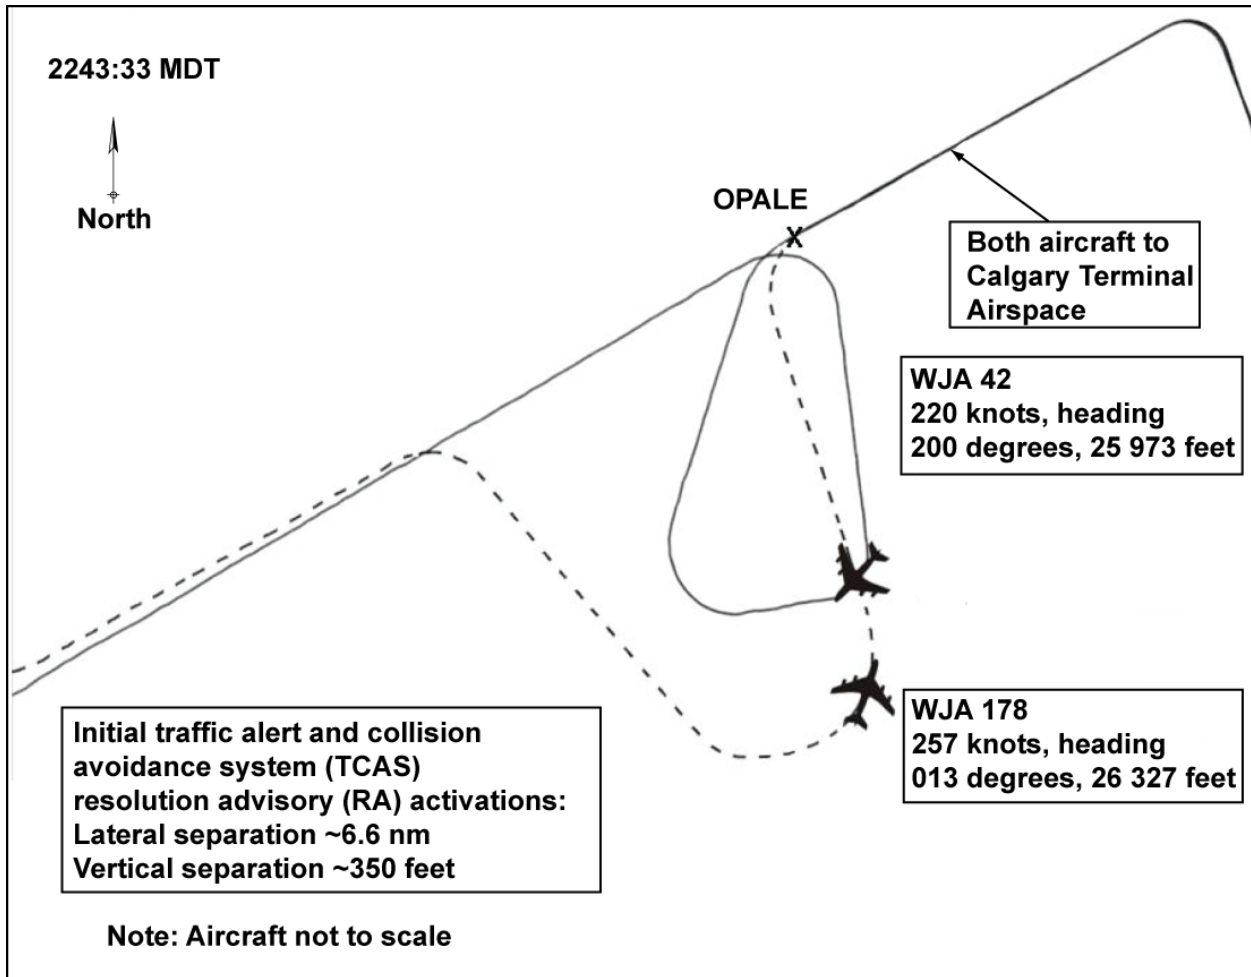 2243:33 MDT
North
OPALE
X
Both aircraft to
Calgary Terminal
Airspace
WJA 42
220 knots, heading
200 degrees, 25 973 feet
WJA 178
257 knots, heading
013 degrees, 26 327 feet
Initial traffic alert and collision
avoidance system (TCAS)
resolution advisory (RA) activations:
Lateral separation ~6.6 nm
Vertical separation ~350 feet
Note: Aircraft not to scale